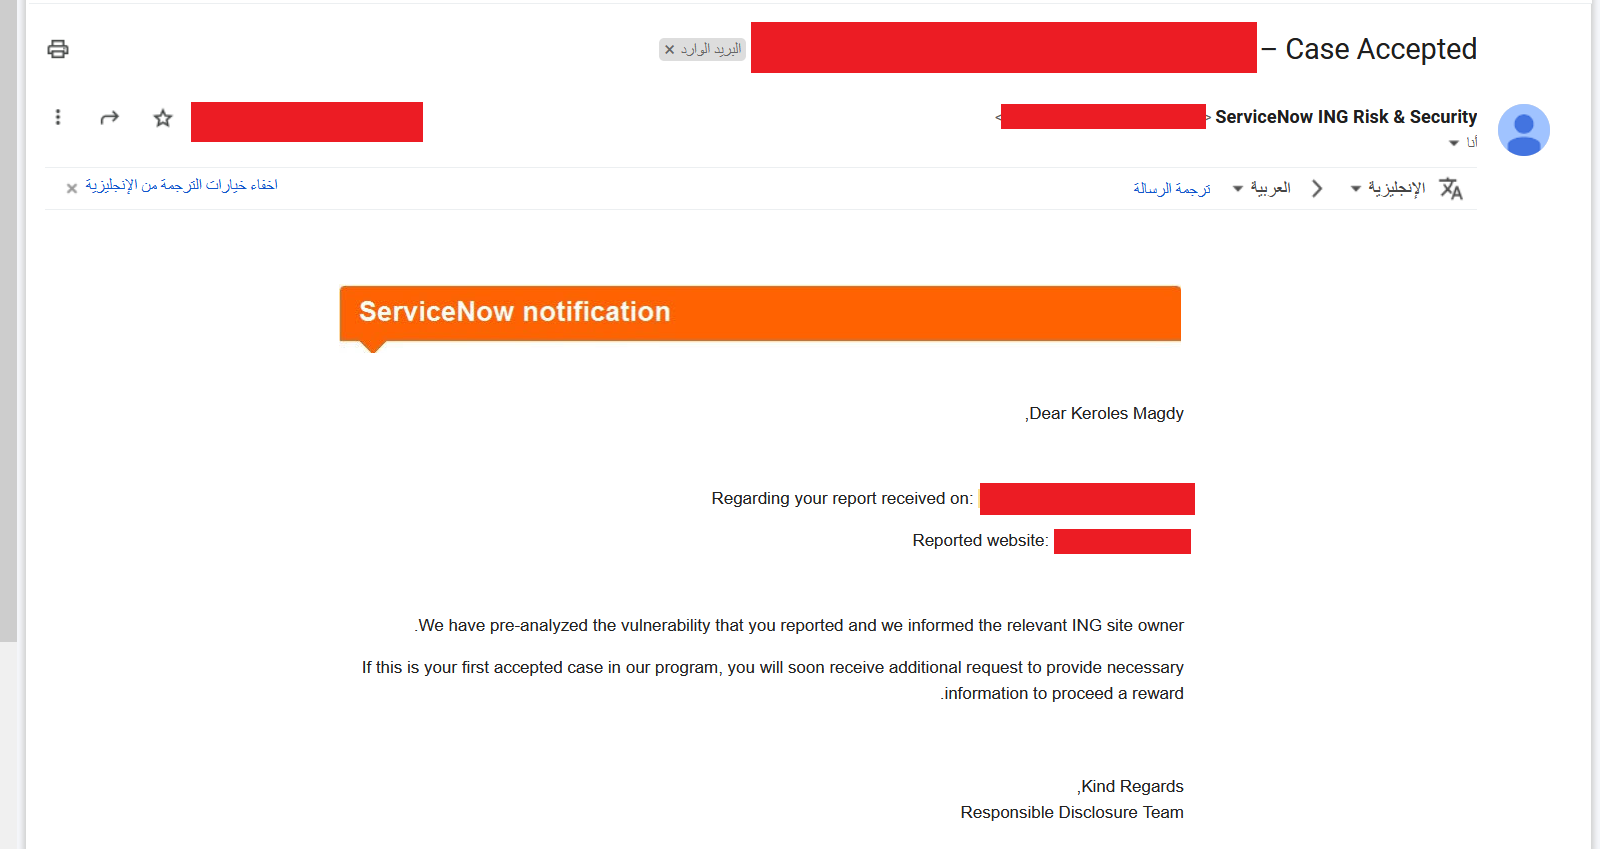 – Case Accepted
البريد الوارد ×
ServiceNow ING Risk & Security < >
أنا
الإنجليزية
العربية
ترجمة الرسالة
اخفاء خيارات الترجمة من الإنجليزية ×
ServiceNow notification
Dear Keroles Magdy,
Regarding your report received on:
Reported website:
We have pre-analyzed the vulnerability that you reported and we informed the relevant ING site owner.
If this is your first accepted case in our program, you will soon receive additional request to provide necessary
information to proceed a reward.
Kind Regards,
Responsible Disclosure Team